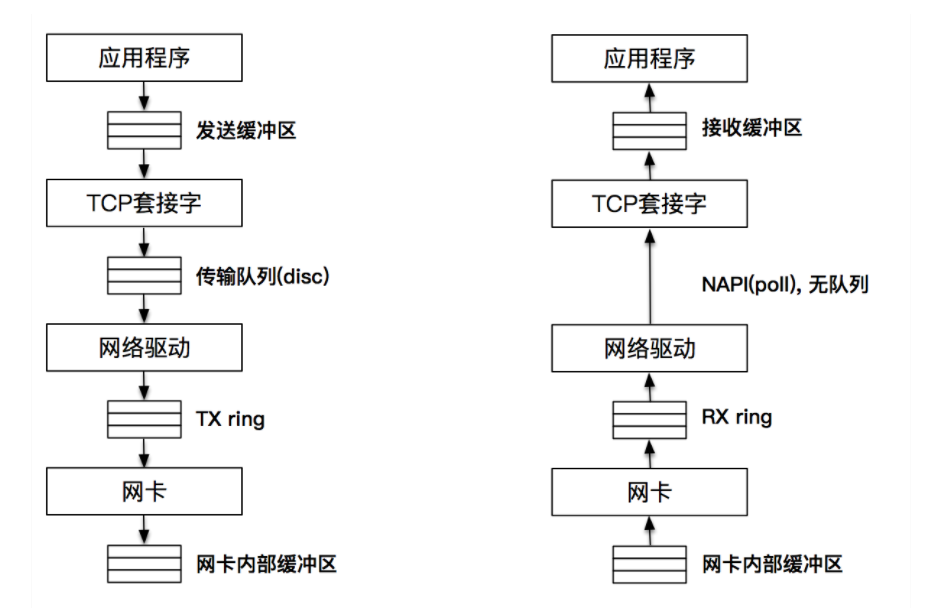 应用程序
发送缓冲区
TCP套接字
传输队列(disc)
网络驱动
TX ring
网卡
网卡内部缓冲区
应用程序
接收缓冲区
TCP套接字
NAPI(poll), 无队列
网络驱动
RX ring
网卡
网卡内部缓冲区